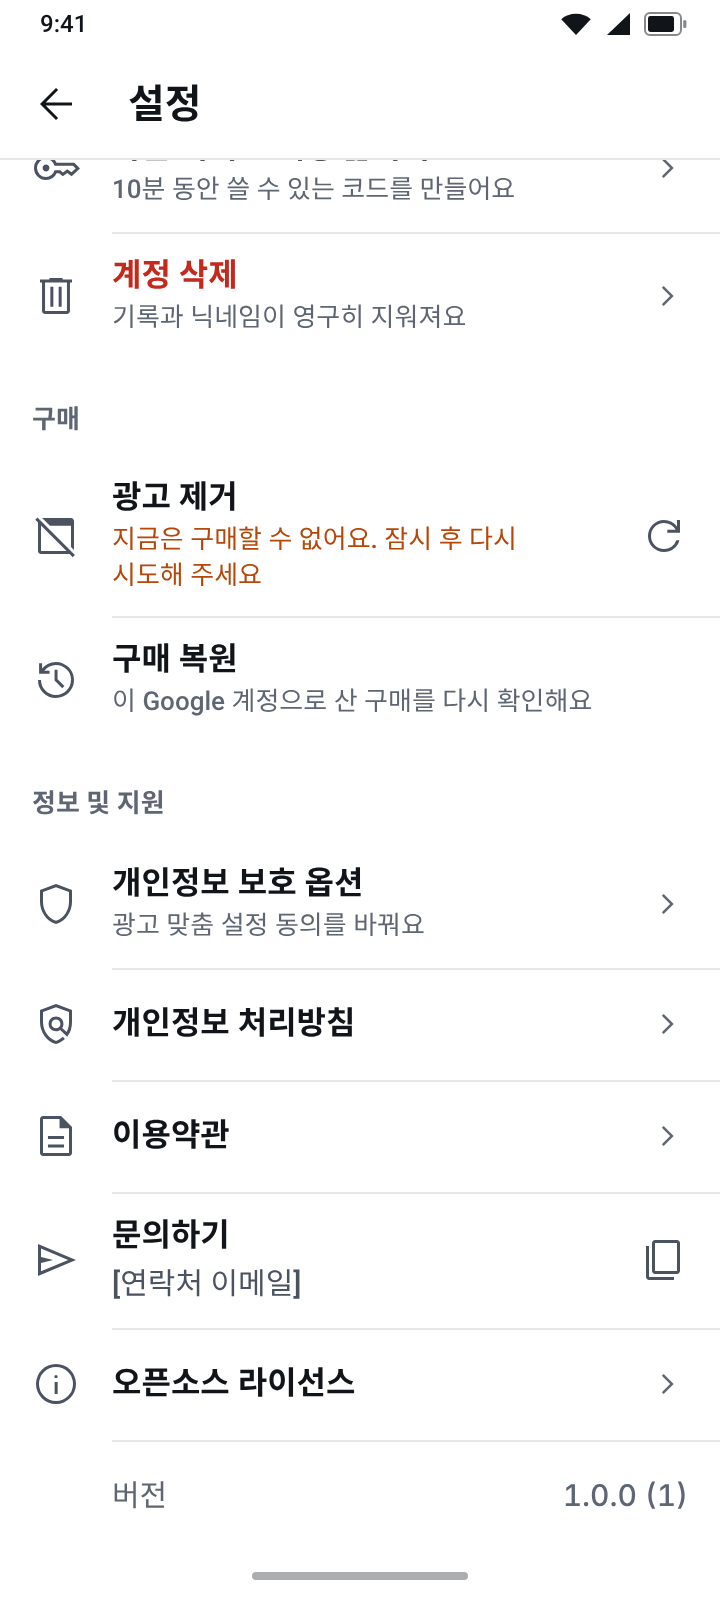 9:41
설정
10분 동안 쓸 수 있는 코드를 만들어요
계정 삭제
기록과 닉네임이 영구히 지워져요
구매
광고 제거
지금은 구매할 수 없어요. 잠시 후 다시
시도해 주세요
구매 복원
이 Google 계정으로 산 구매를 다시 확인해요
정보 및 지원
개인정보 보호 옵션
광고 맞춤 설정 동의를 바꿔요
개인정보 처리방침
이용약관
문의하기
[연락처 이메일]
오픈소스 라이선스
버전 1.0.0 (1)